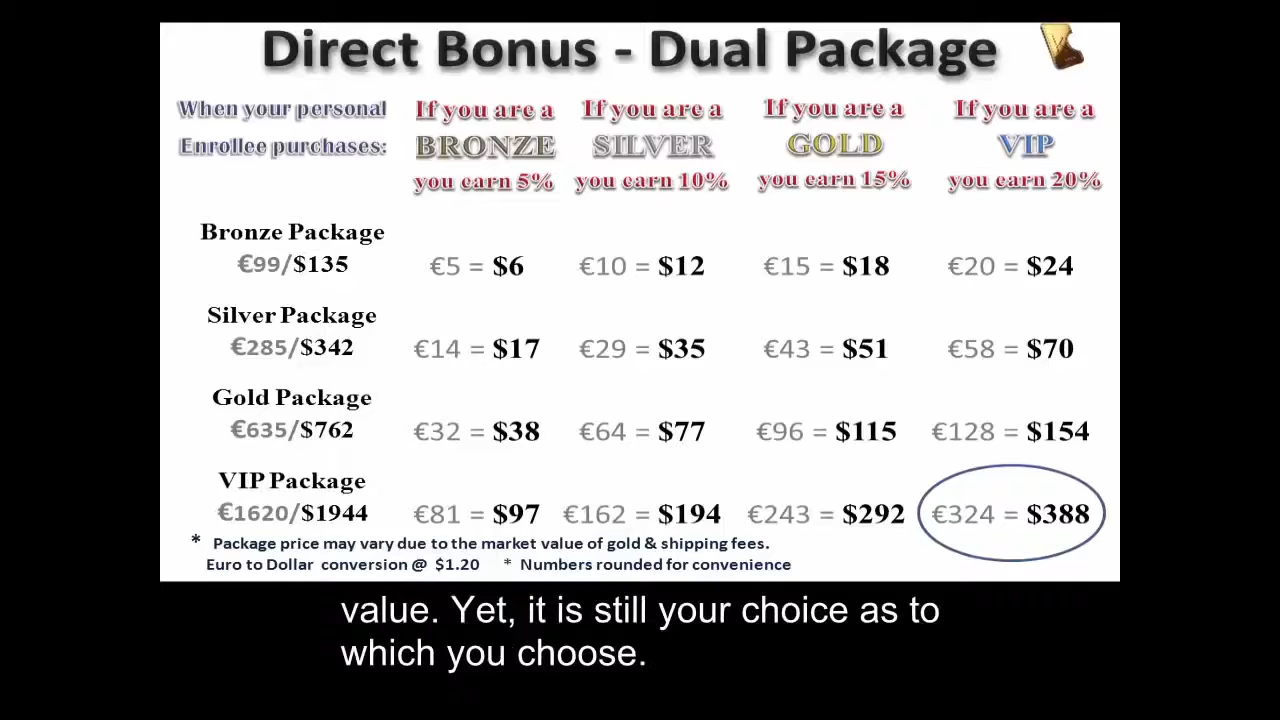 Direct Bonus - Dual Package
When your personal If you are a If you are a If you are a If you are a
Enrollee purchases: BRONZE SILVER GOLD VIP
you earn 5% you earn 10% you earn 15% you earn 20%
Bronze Package
€99/$135 €5 = $6 €10 = $12 €15 = $18 €20 = $24
Silver Package
€285/$342 €14 = $17 €29 = $35 €43 = $51 €58 = $70
Gold Package
€635/$762 €32 = $38 €64 = $77 €96 = $115 €128 = $154
VIP Package
€1620/$1944 €81 = $97 €162 = $194 €243 = $292 €324 = $388
* Package price may vary due to the market value of gold & shipping fees.
Euro to Dollar conversion @ $1.20 * Numbers rounded for convenience
value. Yet, it is still your choice as to
which you choose.